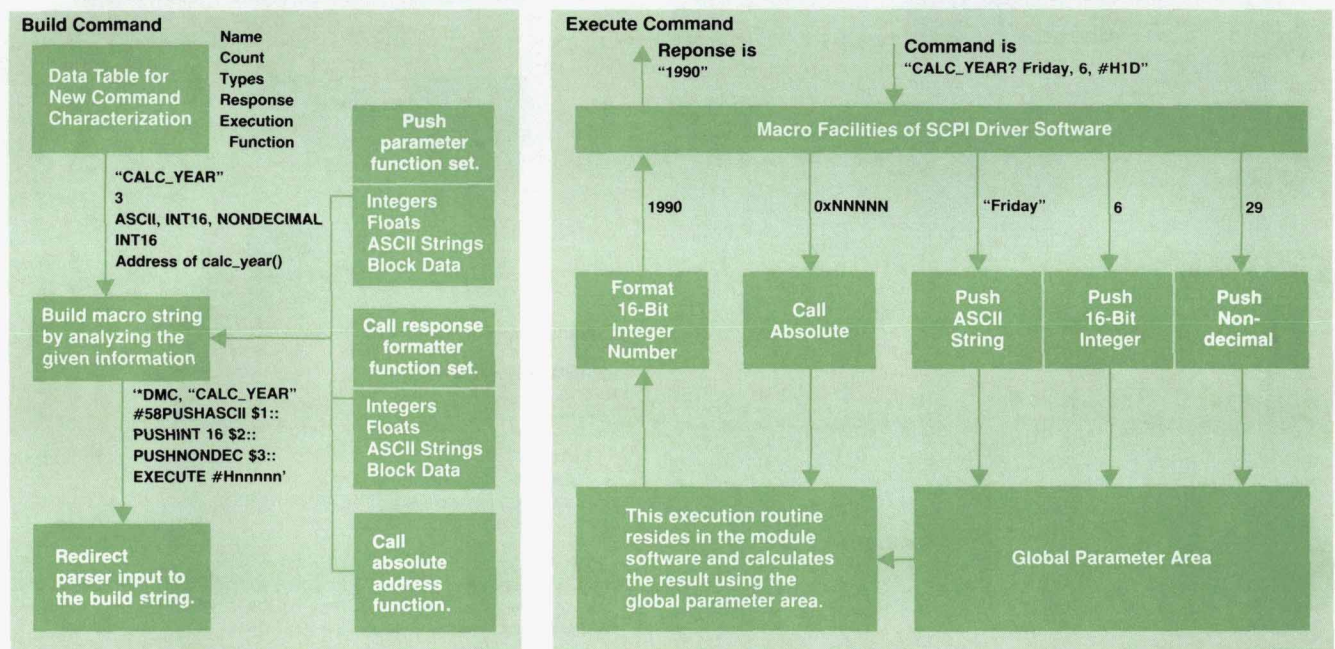 Build Command
Data Table for
New Command
Characterization
Name
Count
Types
Response
Execution
Function
"CALC_YEAR"
3
ASCII, INT16, NONDECIMAL
INT16
Address of calc_year()
Build macro string
by analyzing the
given information
'*DMC, "CALC_YEAR"
#58PUSHASCII $1::
PUSHINT 16 $2::
PUSHNONDEC $3::
EXECUTE #Hnnnnn'
Redirect
parser input to
the build string.
Push
parameter
function set.
Integers
Floats
ASCII Strings
Block Data
Call response
formatter
function set.
Integers
Floats
ASCII Strings
Block Data
Call
absolute
address
function.
Execute Command
Reponse is
"1990"
Command is
"CALC_YEAR? Friday, 6, #H1D"
Macro Facilities of SCPI Driver Software
1990
0xNNNNN
"Friday"
6
29
Format
16-Bit
Integer
Number
Call
Absolute
Push
ASCII
String
Push
16-Bit
Integer
Push
Non-
decimal
This execution routine
resides in the module
software and calculates
the result using the
global parameter area.
Global Parameter Area